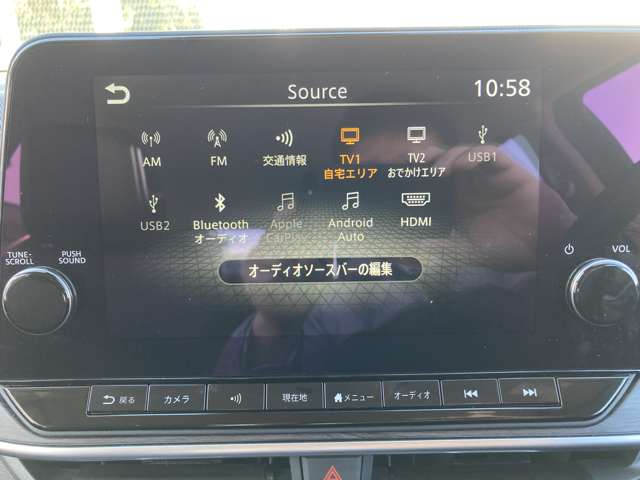 Source
10:58
AM
FM
交通情報
TV1
自宅エリア
TV2
おでかけエリア
USB1
USB2
Bluetooth
オーディオ
Apple
CarPlay
Android
Auto
HDMI
オーディオソースバーの編集
TUNE-
SCROLL
PUSH
SOUND
VOL
戻る
カメラ
現在地
メニュー
オーディオ